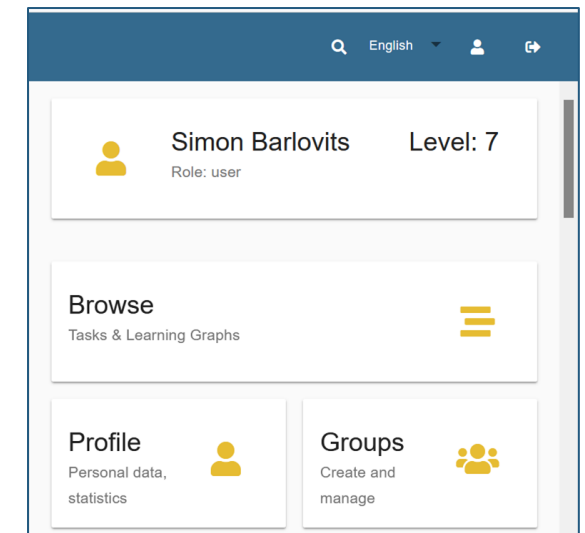 English
Simon Barlovits Level: 7
Role: user
Browse
Tasks & Learning Graphs
Profile
Personal data,
statistics
Groups
Create and
manage